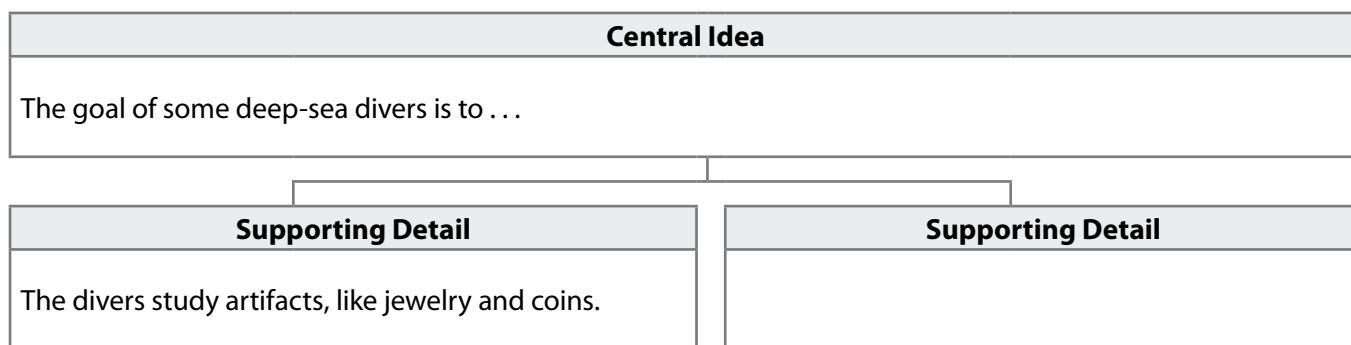 Central Idea
The goal of some deep-sea divers is to . . .
Supporting Detail
The divers study artifacts, like jewelry and coins.
Supporting Detail